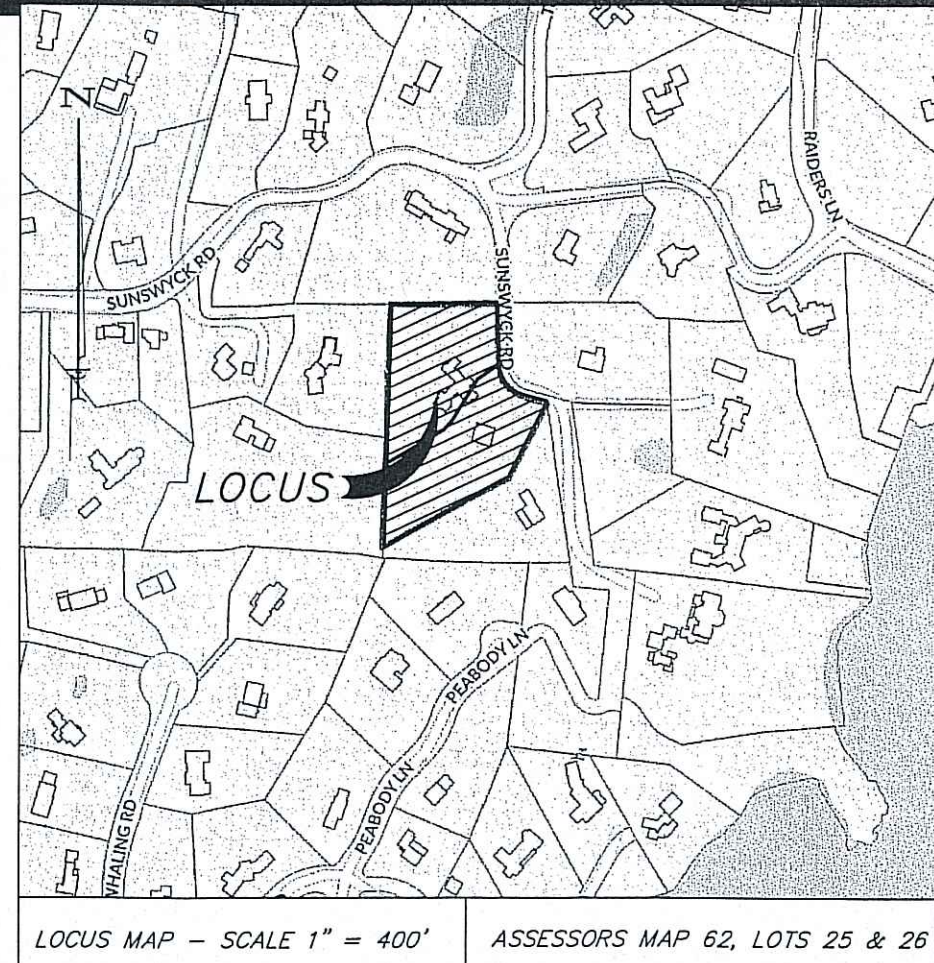 N
RAIDERS LN
SUNSWYCK RD
SUNSWYCK RD
LOCUS
PEABODY LN
PEABODY LN
WHALING RD
LOCUS MAP – SCALE 1" = 400'
ASSESSORS MAP 62, LOTS 25 & 26